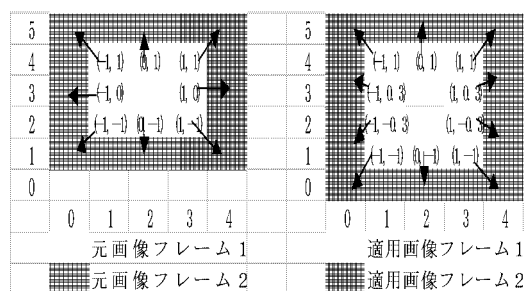 5
4 (-1,1) (0,1) (1,1)
3 (-1,0) (1,0)
2 (-1,-1) (0,-1) (1,-1)
1
0
0 1 2 3 4
元画像フレーム1
元画像フレーム2
5
4 (-1,1) (0,1) (1,1)
3 (-1,0.3) (1,0.3)
2 (-1,-0.3) (1,-0.3)
1 (-1,-1) (0,-1) (1,-1)
0
0 1 2 3 4
適用画像フレーム1
適用画像フレーム2